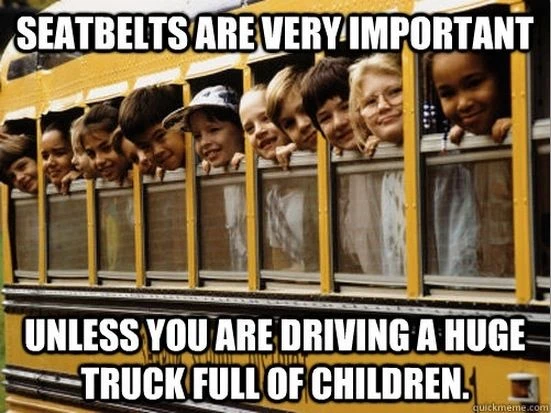 SEATBELTS ARE VERY IMPORTANT
UNLESS YOU ARE DRIVING A HUGE
TRUCK FULL OF CHILDREN.
quickmeme.com